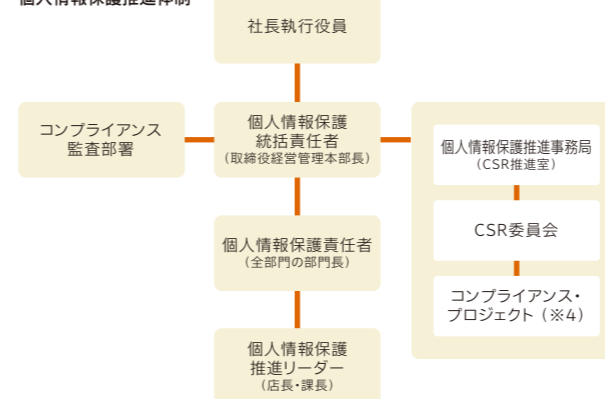 個人情報保護推進体制
社長執行役員
コンプライアンス
監査部署
個人情報保護
統括責任者
(取締役経営管理本部長)
個人情報保護推進事務局
(CSR推進室)
CSR委員会
コンプライアンス・
プロジェクト(※4)
個人情報保護責任者
(全部門の部門長)
個人情報保護
推進リーダー
(店長・課長)